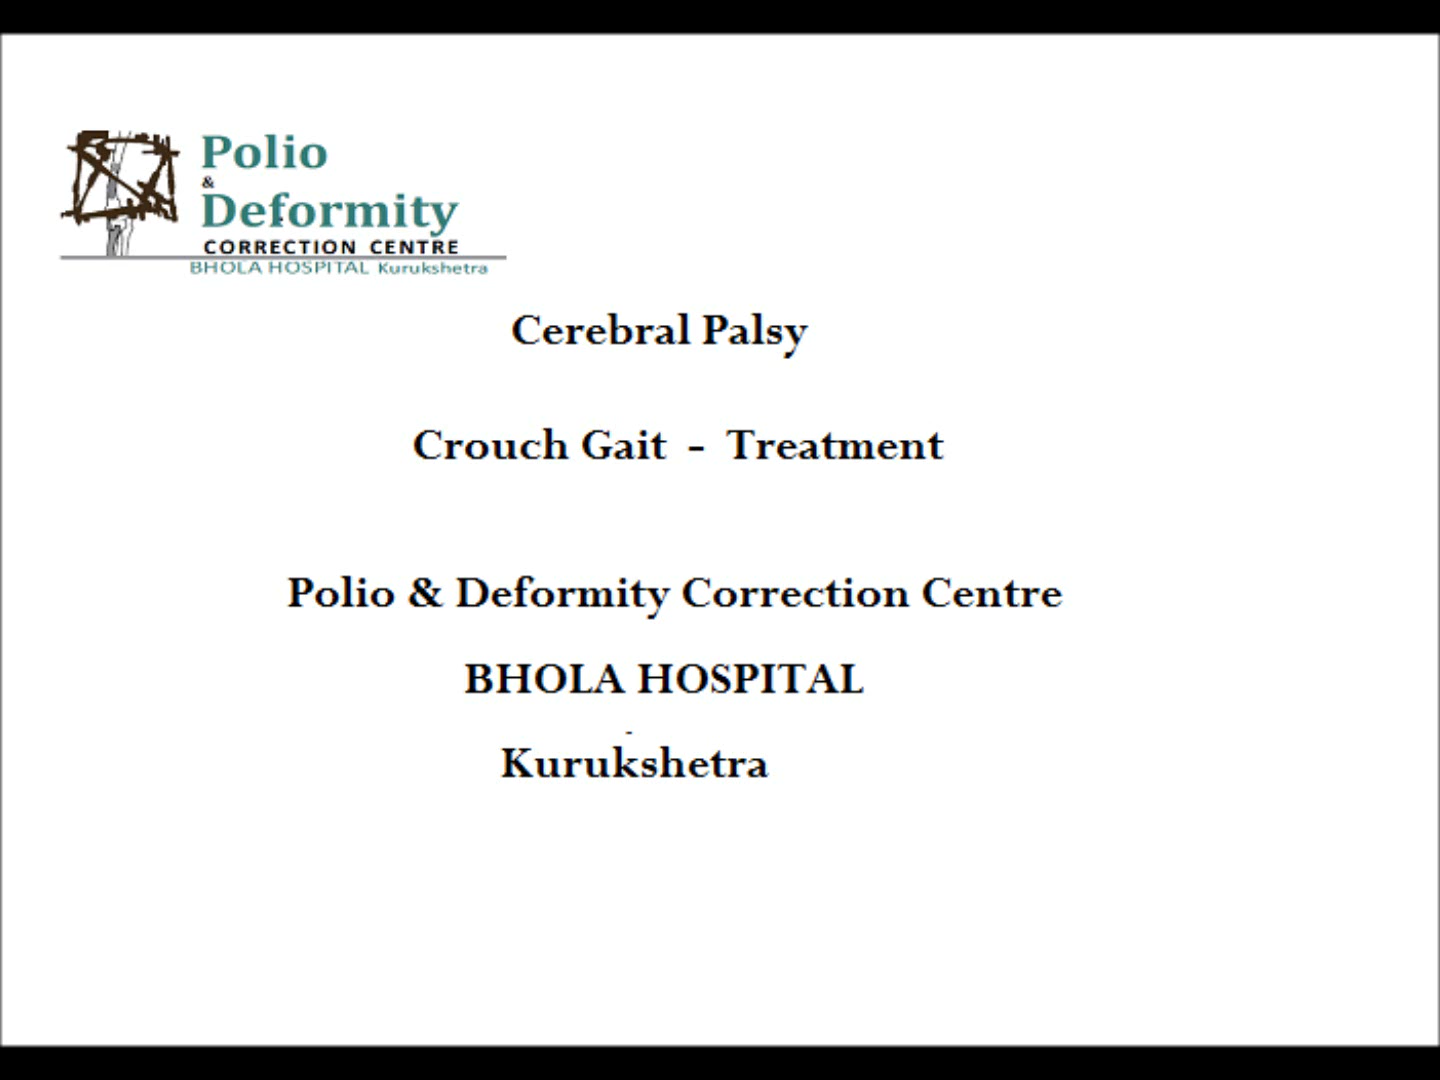 Polio
&
Deformity
CORRECTION CENTRE
BHOLA HOSPITAL Kurukshetra
Cerebral Palsy
Crouch Gait - Treatment
Polio & Deformity Correction Centre
BHOLA HOSPITAL
-
Kurukshetra